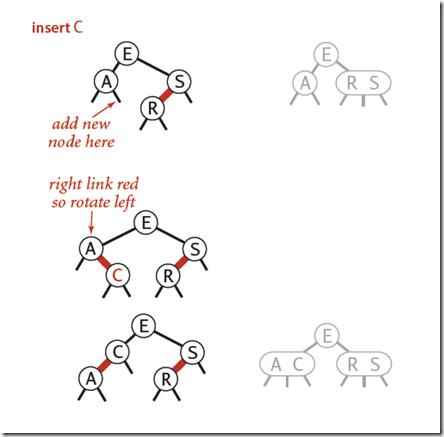 insert C
E
A
S
R
add new
node here
E
A
R S
right link red
so rotate left
E
A
S
C
R
E
C
S
A
R
E
A C
R S